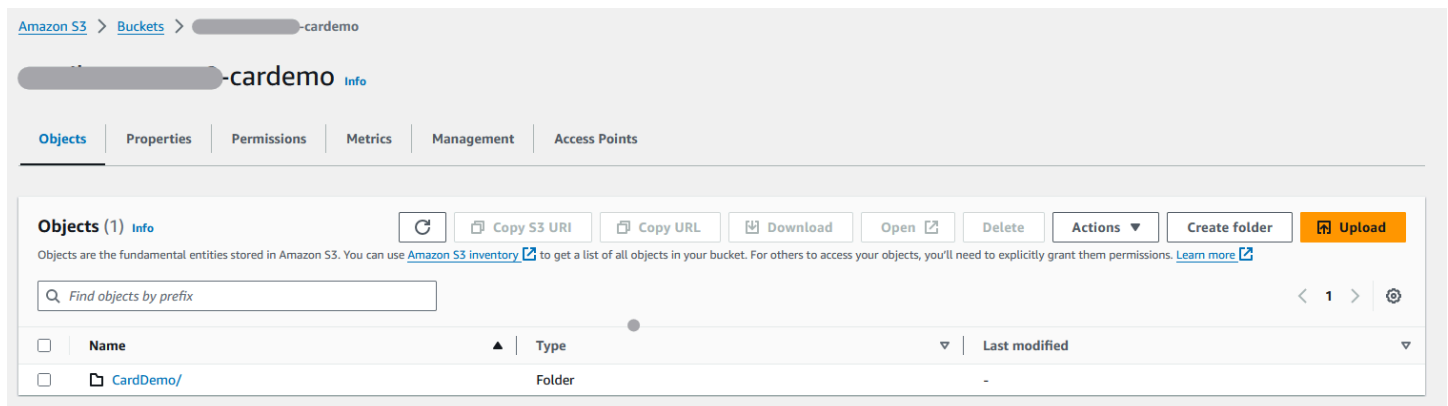 Amazon S3 > Buckets > -cardemo
-cardemo Info
Objects Properties Permissions Metrics Management Access Points
Objects (1) Info Copy S3 URI Copy URL Download Open Delete Actions Create folder Upload
Objects are the fundamental entities stored in Amazon S3. You can use Amazon S3 inventory to get a list of all objects in your bucket. For others to access your objects, you'll need to explicitly grant them permissions. Learn more
Find objects by prefix 1
Name Type Last modified
CardDemo/ Folder -